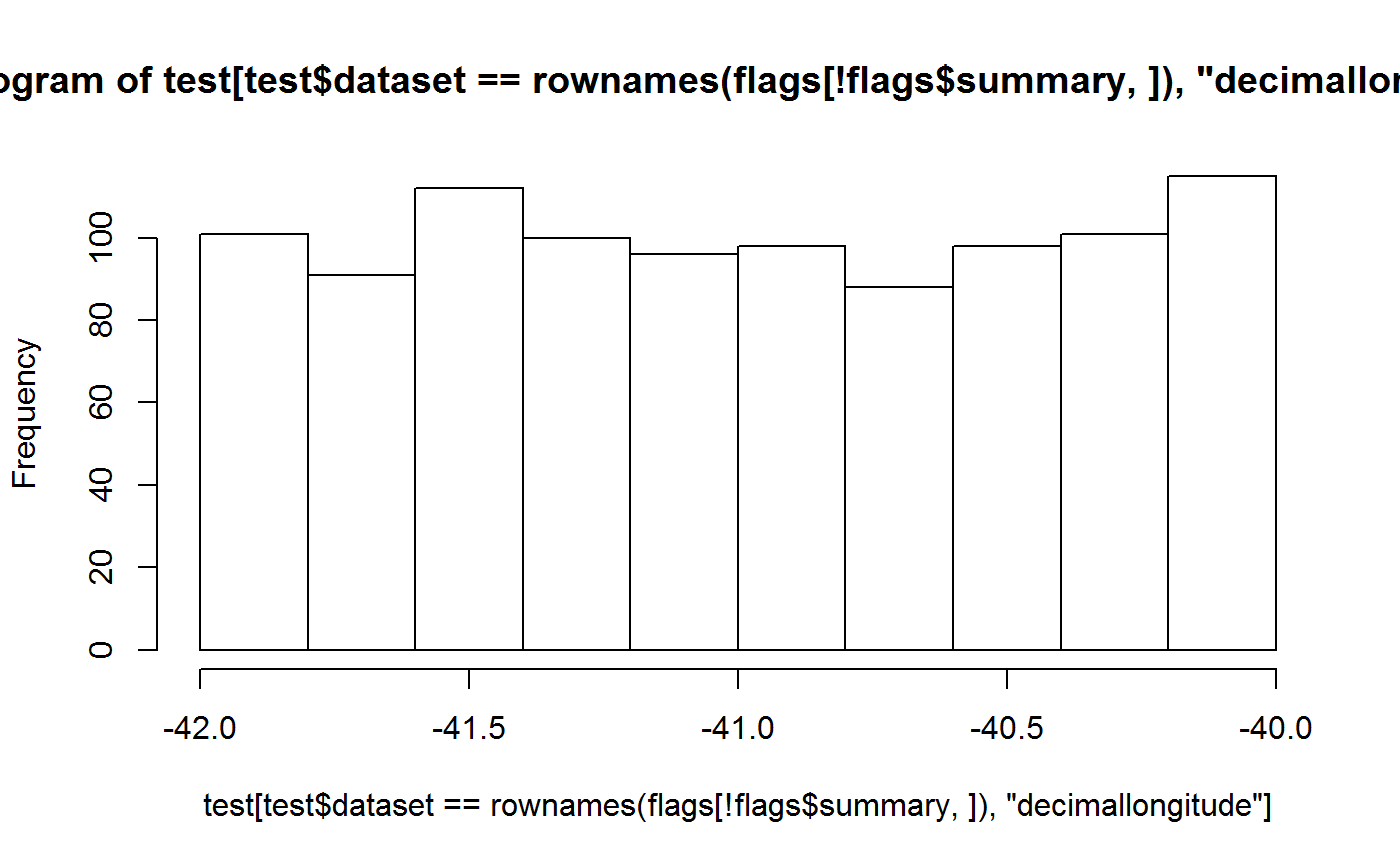 ogram of test[test$dataset == rownames(flags[!flags$summary, ]), "decimallon
Frequency
100
80
60
40
20
0
-42.0 -41.5 -41.0 -40.5 -40.0
test[test$dataset == rownames(flags[!flags$summary, ]), "decimallongitude"]